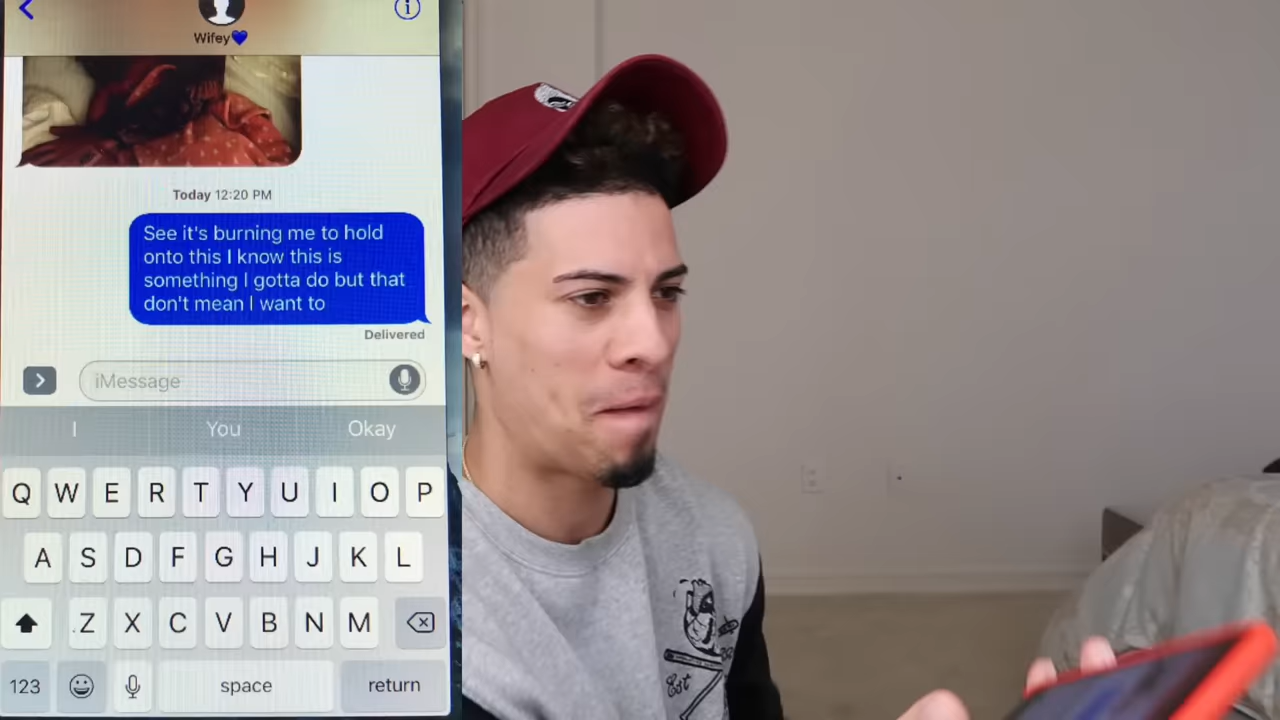 Wifey💙
Today 12:20 PM
See it's burning me to hold
onto this I know this is
something I gotta do but that
don't mean I want to
Delivered
iMessage
I You Okay
Q W E R T Y U I O P
A S D F G H J K L
Z X C V B N M
123 space return